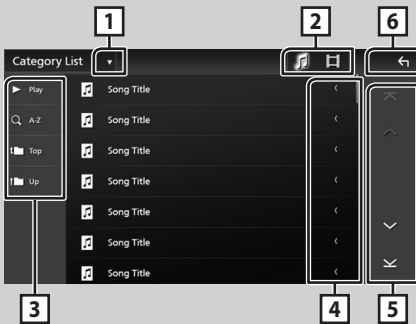 1
2
6
Category List
Play
Song Title
A-Z
Song Title
Top
Song Title
Up
Song Title
Song Title
Song Title
Song Title
3
4
5